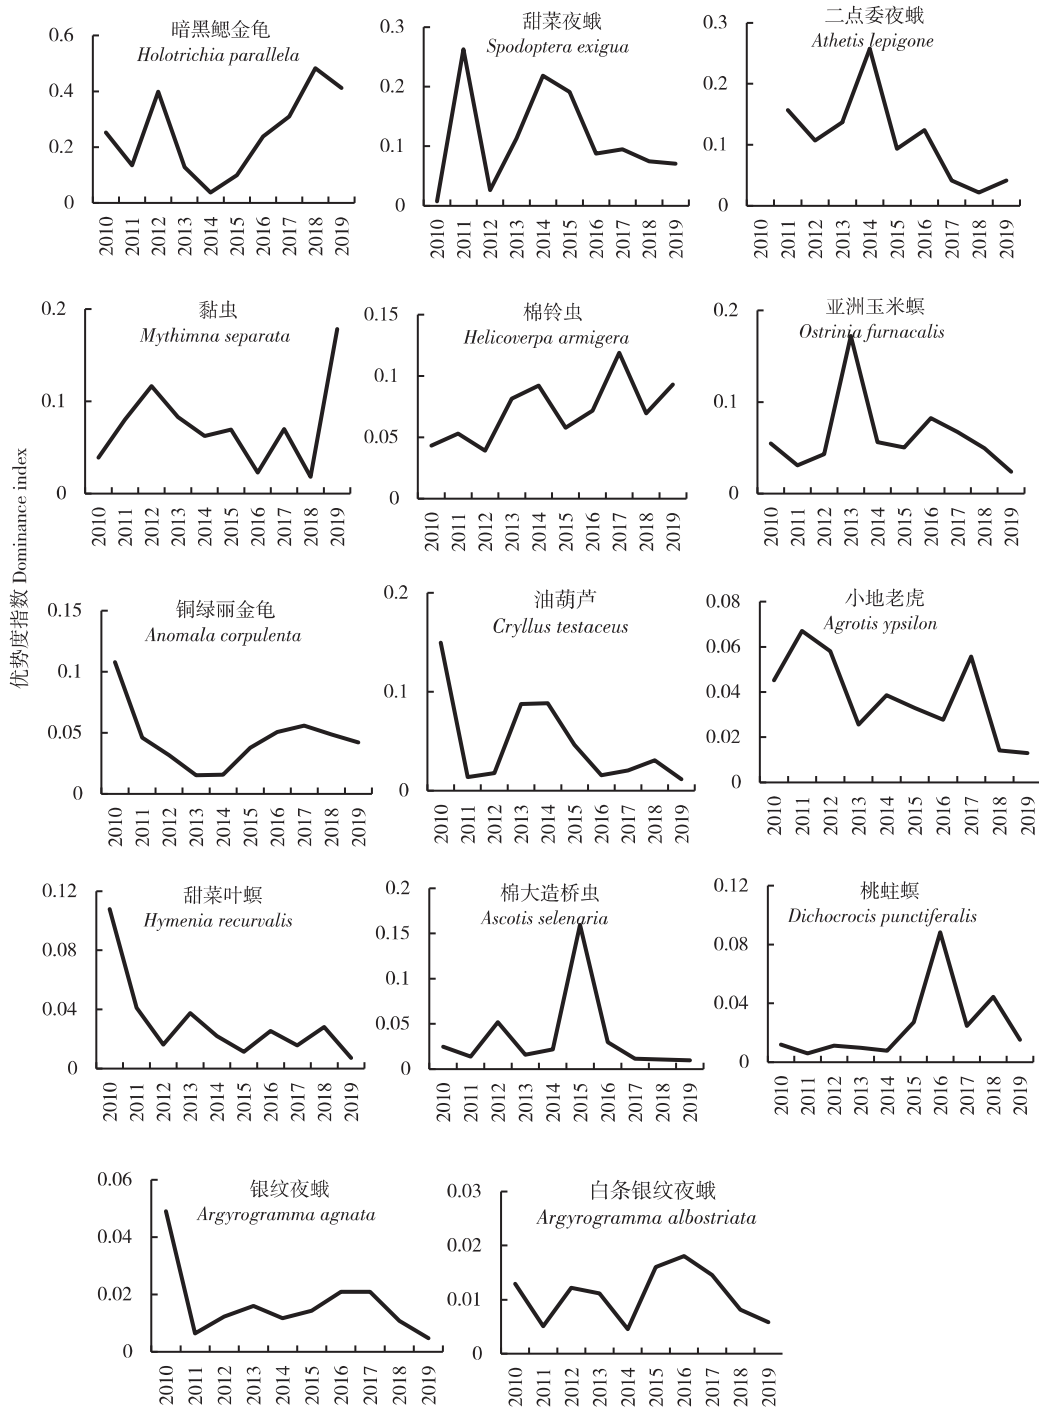 优势度指数 Dominance index
暗黑鳃金龟
Holotrichia parallela
0.6
0.4
0.2
0
2010 2011 2012 2013 2014 2015 2016 2017 2018 2019
甜菜夜蛾
Spodoptera exigua
0.3
0.2
0.1
0
2010 2011 2012 2013 2014 2015 2016 2017 2018 2019
二点委夜蛾
Athetis lepigone
0.3
0.2
0.1
0
2010 2011 2012 2013 2014 2015 2016 2017 2018 2019
黏虫
Mythimna separata
0.2
0.1
0
2010 2011 2012 2013 2014 2015 2016 2017 2018 2019
棉铃虫
Helicoverpa armigera
0.15
0.1
0.05
0
2010 2011 2012 2013 2014 2015 2016 2017 2018 2019
亚洲玉米螟
Ostrinia furnacalis
0.2
0.1
0
2010 2011 2012 2013 2014 2015 2016 2017 2018 2019
铜绿丽金龟
Anomala corpulenta
0.15
0.1
0.05
0
2010 2011 2012 2013 2014 2015 2016 2017 2018 2019
油葫芦
Cryllus testaceus
0.2
0.1
0
2010 2011 2012 2013 2014 2015 2016 2017 2018 2019
小地老虎
Agrotis ypsilon
0.08
0.06
0.04
0.02
0
2010 2011 2012 2013 2014 2015 2016 2017 2018 2019
甜菜叶螟
Hymenia recurvalis
0.12
0.08
0.04
0
2010 2011 2012 2013 2014 2015 2016 2017 2018 2019
棉大造桥虫
Ascotis selenaria
0.2
0.15
0.1
0.05
0
2010 2011 2012 2013 2014 2015 2016 2017 2018 2019
桃蛀螟
Dichocrocis punctiferalis
0.12
0.08
0.04
0
2010 2011 2012 2013 2014 2015 2016 2017 2018 2019
银纹夜蛾
Argyrogramma agnata
0.06
0.04
0.02
0
2010 2011 2012 2013 2014 2015 2016 2017 2018 2019
白条银纹夜蛾
Argyrogramma albostriata
0.03
0.02
0.01
0
2010 2011 2012 2013 2014 2015 2016 2017 2018 2019